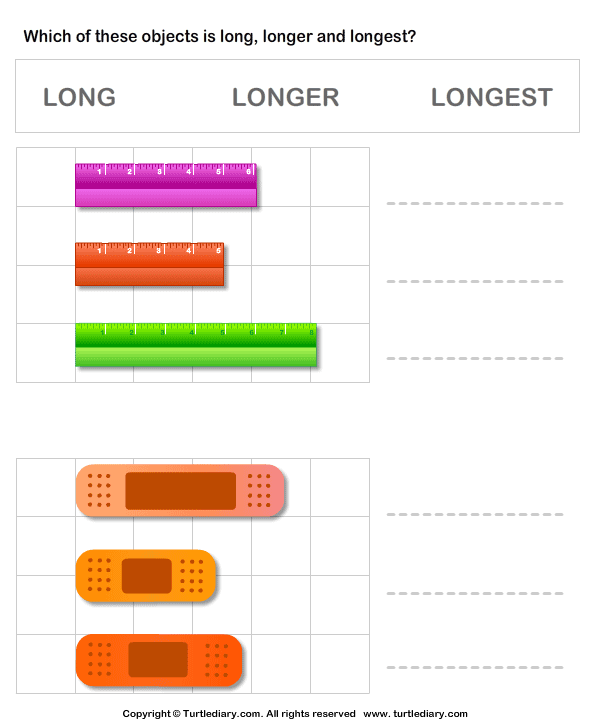 Which of these objects is long, longer and longest?
LONG LONGER LONGEST
1 2 3 4 5 6
1 2 3 4 5
1 2 3 4 5 6 7 8
Copyright © Turtlediary.com. All rights reserved www.turtlediary.com